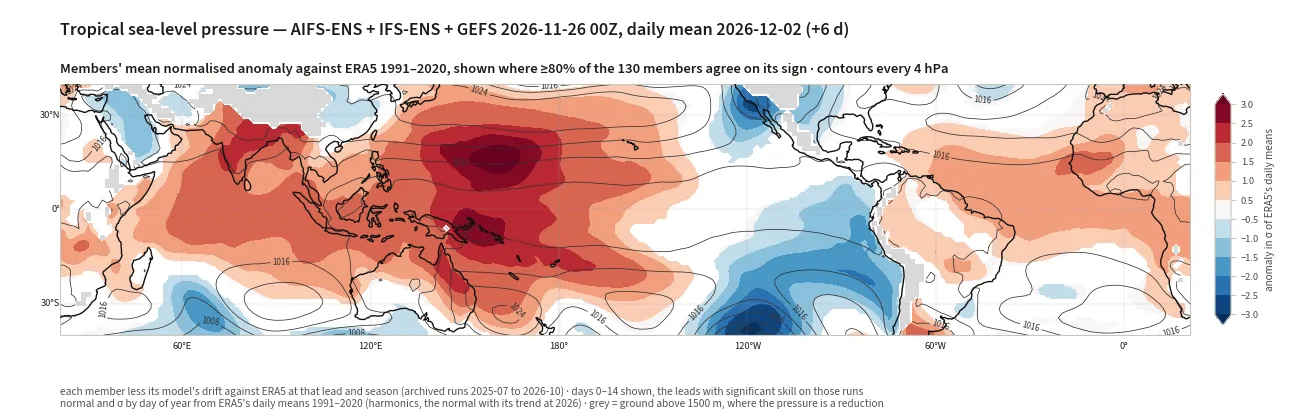 Tropical sea-level pressure — AIFS-ENS + IFS-ENS + GEFS 2026-11-26 00Z, daily mean 2026-12-02 (+6 d)
Members' mean normalised anomaly against ERA5 1991–2020, shown where ≥80% of the 130 members agree on its sign · contours every 4 hPa
1024
1024
1016
1016
1016
1016
1016
1008
1008
1024
1016
1016
1016
1016
1016
1016
30°N
0°
30°S
60°E
120°E
180°
120°W
60°W
0°
3.0
2.5
2.0
1.5
1.0
0.5
−0.5
−1.0
−1.5
−2.0
−2.5
−3.0
anomaly in σ of ERA5's daily means
each member less its model's drift against ERA5 at that lead and season (archived runs 2025-07 to 2026-10) · days 0–14 shown, the leads with significant skill on those runs
normal and σ by day of year from ERA5's daily means 1991–2020 (harmonics, the normal with its trend at 2026) · grey = ground above 1500 m, where the pressure is a reduction